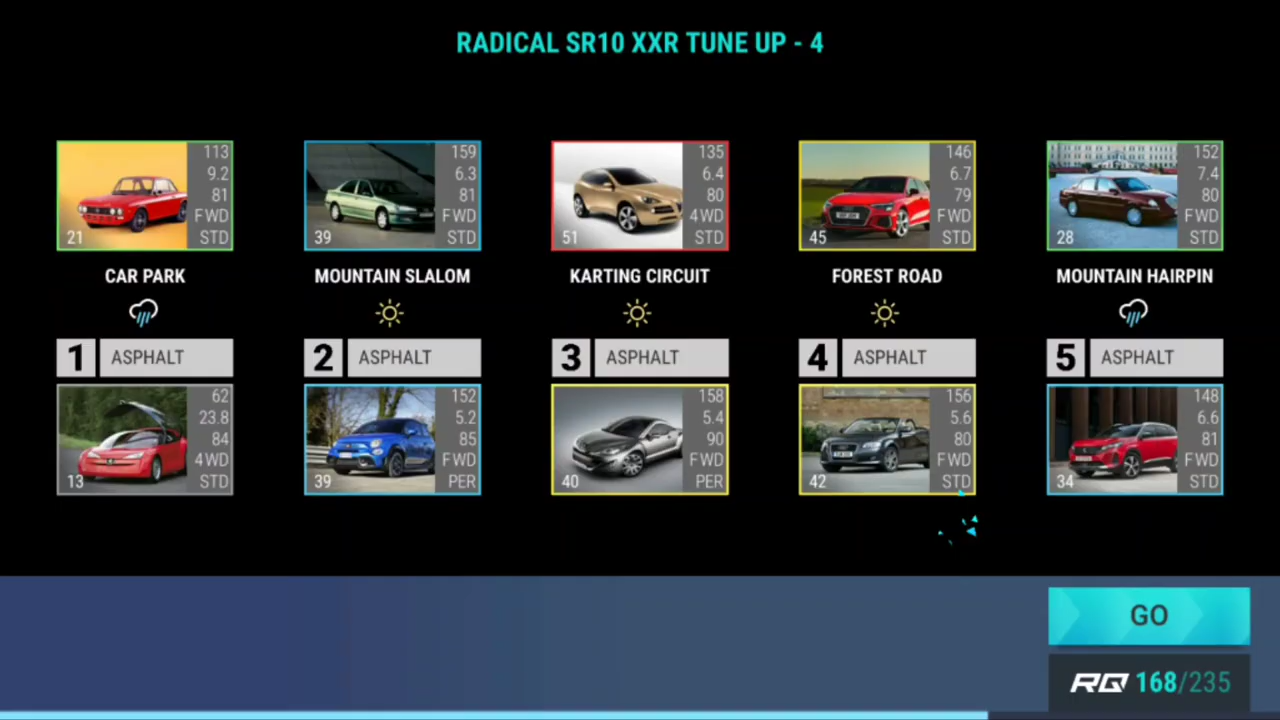 RADICAL SR10 XXR TUNE UP - 4
113
9.2
81
FWD
STD
21
159
6.3
81
FWD
STD
39
135
6.4
80
4WD
STD
51
146
6.7
79
FWD
STD
45
152
7.4
80
FWD
STD
28
CAR PARK
MOUNTAIN SLALOM
KARTING CIRCUIT
FOREST ROAD
MOUNTAIN HAIRPIN
1 ASPHALT
2 ASPHALT
3 ASPHALT
4 ASPHALT
5 ASPHALT
62
23.8
84
4WD
STD
13
152
5.2
85
FWD
PER
39
158
5.4
90
FWD
PER
40
156
5.6
80
FWD
STD
42
148
6.6
81
FWD
STD
34
GO
RQ 168/235